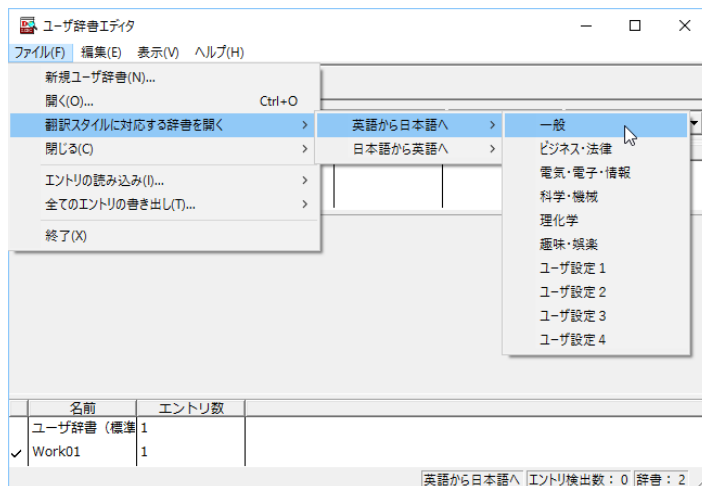 ユーザ辞書エディタ
ファイル(F) 編集(E) 表示(V) ヘルプ(H)
新規ユーザ辞書(N)...
開く(O)... Ctrl+O
翻訳スタイルに対応する辞書を開く
閉じる(C)
エントリの読み込み(I)...
全てのエントリの書き出し(T)...
終了(X)
英語から日本語へ
日本語から英語へ
一般
ビジネス・法律
電気・電子・情報
科学・機械
理化学
趣味・娯楽
ユーザ設定 1
ユーザ設定 2
ユーザ設定 3
ユーザ設定 4
名前 エントリ数
ユーザ辞書（標準 1
Work01 1
英語から日本語へ エントリ検出数： 0 辞書： 2